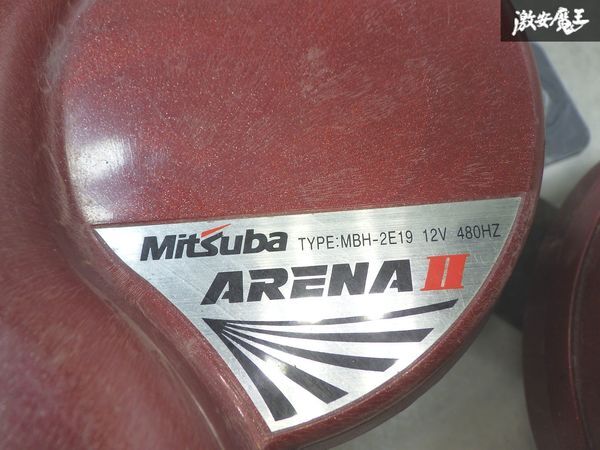 激安魔王
Mitsuba TYPE:MBH-2E19 12V 480HZ
ARENA II